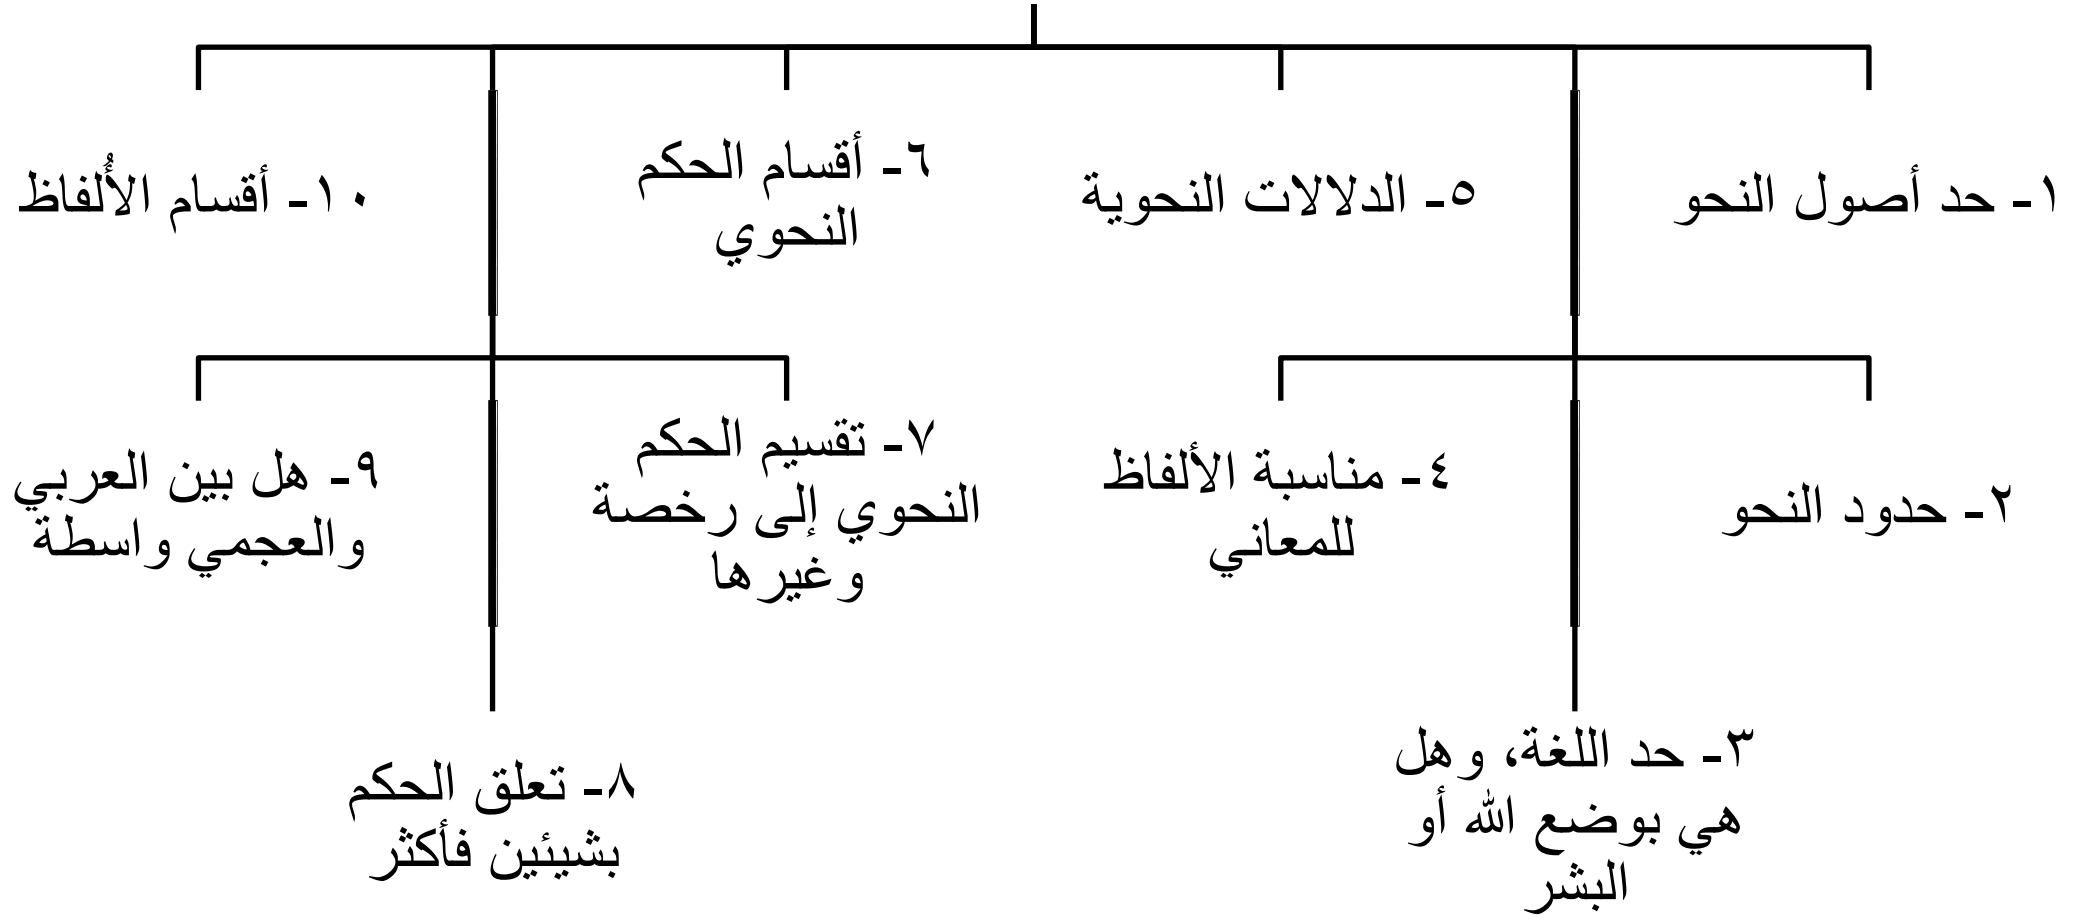 ١- حد أصول النحو
٢- حدود النحو
٣- حد اللغة، وهل
هي بوضع الله أو
البشر
٤- مناسبة الألفاظ
للمعاني
٥- الدلالات النحوية
٦- أقسام الحكم
النحوي
٧- تقسيم الحكم
النحوي إلى رخصة
وغيرها
٨- تعلق الحكم
بشيئين فأكثر
٩- هل بين العربي
والعجمي واسطة
١٠- أقسام الأُلفاظ